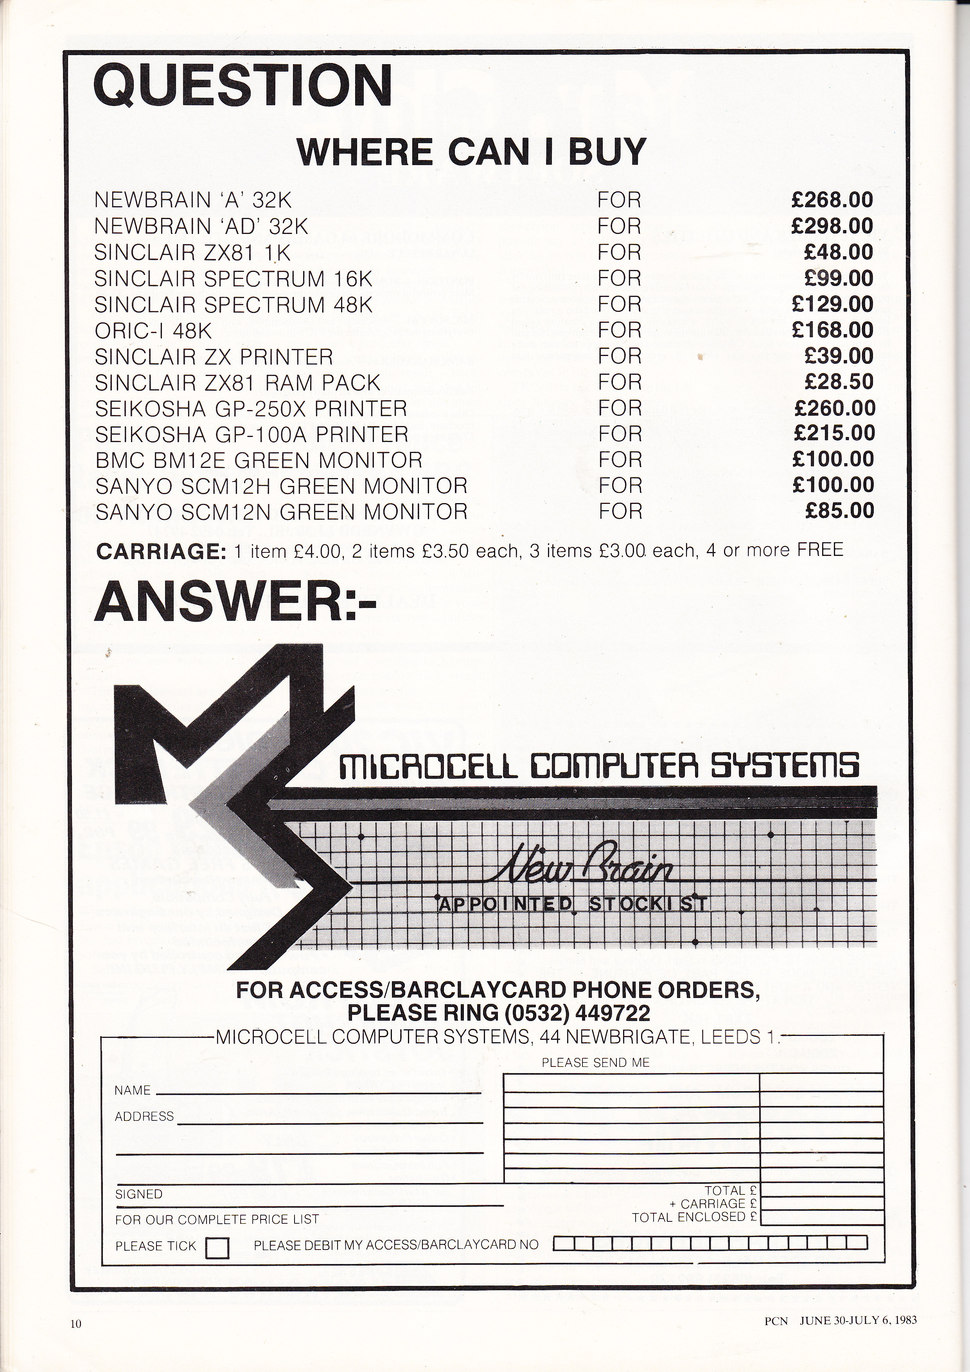 QUESTION
WHERE CAN I BUY
NEWBRAIN ‘A’ 32K FOR £268.00
NEWBRAIN ‘AD’ 32K FOR £298.00
SINCLAIR ZX81 1K FOR £48.00
SINCLAIR SPECTRUM 16K FOR £99.00
SINCLAIR SPECTRUM 48K FOR £129.00
ORIC-I 48K FOR £168.00
SINCLAIR ZX PRINTER FOR £39.00
SINCLAIR ZX81 RAM PACK FOR £28.50
SEIKOSHA GP-250X PRINTER FOR £260.00
SEIKOSHA GP-100A PRINTER FOR £215.00
BMC BM12E GREEN MONITOR FOR £100.00
SANYO SCM12H GREEN MONITOR FOR £100.00
SANYO SCM12N GREEN MONITOR FOR £85.00
CARRIAGE: 1 item £4.00, 2 items £3.50 each, 3 items £3.00 each, 4 or more FREE
ANSWER:-
MICROCELL COMPUTER SYSTEMS
New Brain
APPOINTED STOCKIST
FOR ACCESS/BARCLAYCARD PHONE ORDERS,
PLEASE RING (0532) 449722
MICROCELL COMPUTER SYSTEMS, 44 NEWBRIGATE, LEEDS 1.
PLEASE SEND ME
NAME
ADDRESS
SIGNED
TOTAL £
+ CARRIAGE £
FOR OUR COMPLETE PRICE LIST
TOTAL ENCLOSED £
PLEASE TICK
PLEASE DEBIT MY ACCESS/BARCLAYCARD NO
10
PCN JUNE 30-JULY 6, 1983